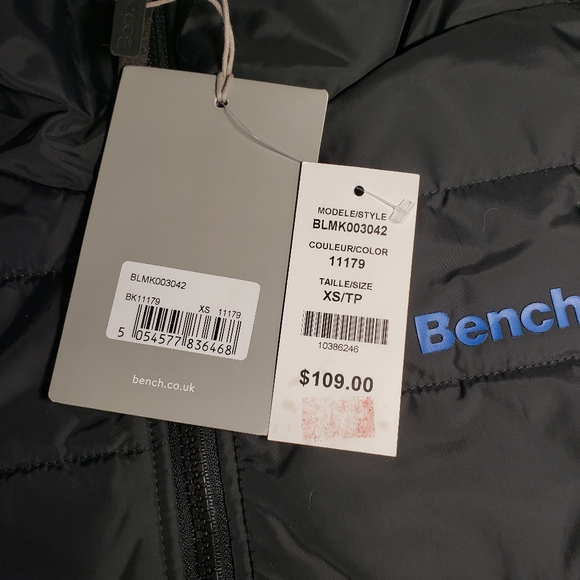 BLMK003042
BK11179 XS 11179
5 054577 836468
bench.co.uk
MODELE/STYLE
BLMK003042
COULEUR/COLOR
11179
TAILLE/SIZE
XS/TP
10386246
$109.00
Bench